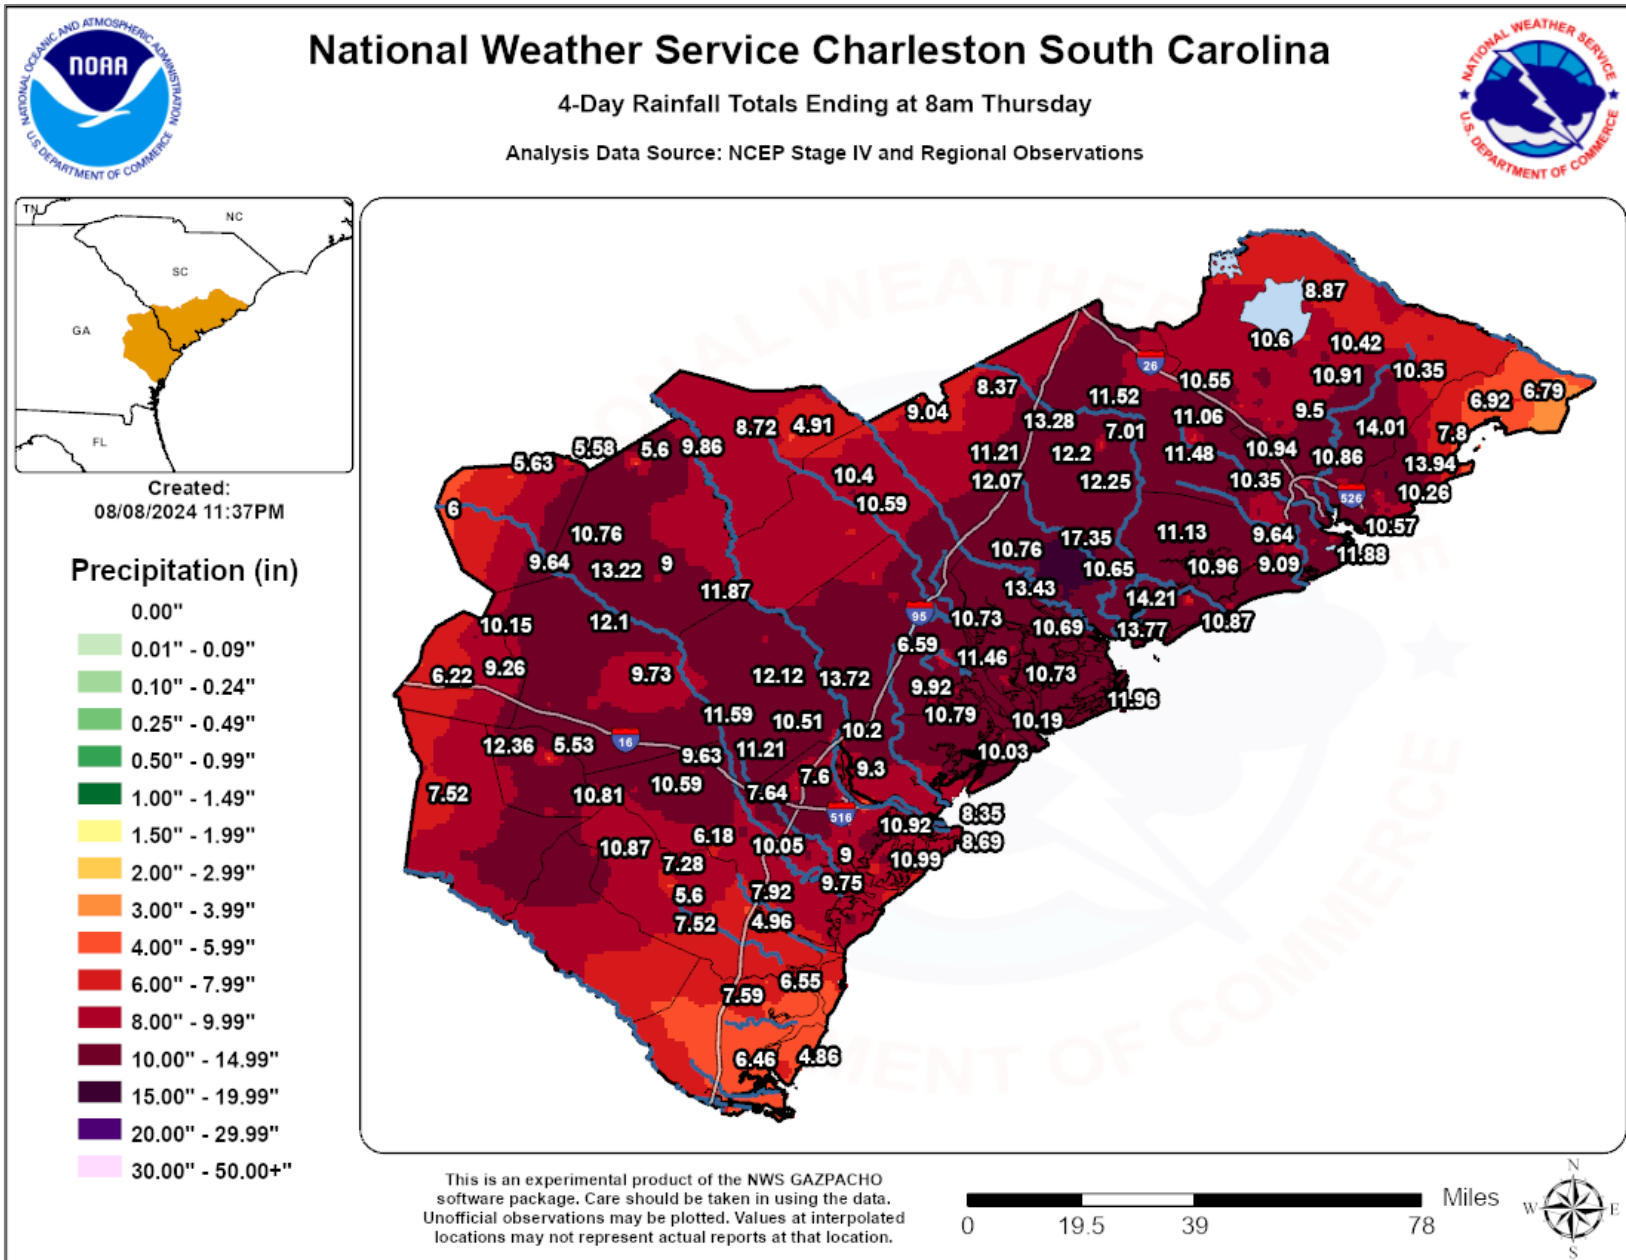 National Weather Service Charleston South Carolina
4-Day Rainfall Totals Ending at 8am Thursday
Analysis Data Source: NCEP Stage IV and Regional Observations
NATIONAL OCEANIC AND ATMOSPHERIC ADMINISTRATION
NOAA
U.S. DEPARTMENT OF COMMERCE
NATIONAL WEATHER SERVICE
U.S. DEPARTMENT OF COMMERCE
TN
NC
SC
GA
FL
Created:
08/08/2024 11:37PM
Precipitation (in)
0.00"
0.01" - 0.09"
0.10" - 0.24"
0.25" - 0.49"
0.50" - 0.99"
1.00" - 1.49"
1.50" - 1.99"
2.00" - 2.99"
3.00" - 3.99"
4.00" - 5.99"
6.00" - 7.99"
8.00" - 9.99"
10.00" - 14.99"
15.00" - 19.99"
20.00" - 29.99"
30.00" - 50.00+"
8.87
10.6 10.42
26
10.91 10.35
8.37 10.55
11.52 6.92 6.79
9.04 11.06 9.5
8.72 4.91 13.28 7.01 14.01 7.8
5.63 5.58 5.6 9.86 11.21 12.2 11.48 10.94 10.86 13.94
10.4 12.07 12.25 10.35 526 10.26
6 10.59
10.76 17.35 11.13 9.64 10.57
9.64 13.22 9 10.76 10.65 10.96 9.09 11.88
11.87 13.43 14.21
10.15 12.1 95 10.73 10.69 13.77 10.87
6.59 11.46
6.22 9.26 9.73 12.12 13.72 9.92 10.73
11.59 10.51 10.79 10.19 11.96
12.36 5.53 16 9.63 11.21 10.2 10.03
7.52 10.81 10.59 7.64 7.6 9.3
516 8.35
10.87 6.18 10.05 10.92 8.69
7.28 9 10.99
5.6 7.92 9.75
7.52 4.96
7.59 6.55
6.46 4.86
This is an experimental product of the NWS GAZPACHO
software package. Care should be taken in using the data.
Unofficial observations may be plotted. Values at interpolated
locations may not represent actual reports at that location.
Miles
0 19.5 39 78
N
W E
S